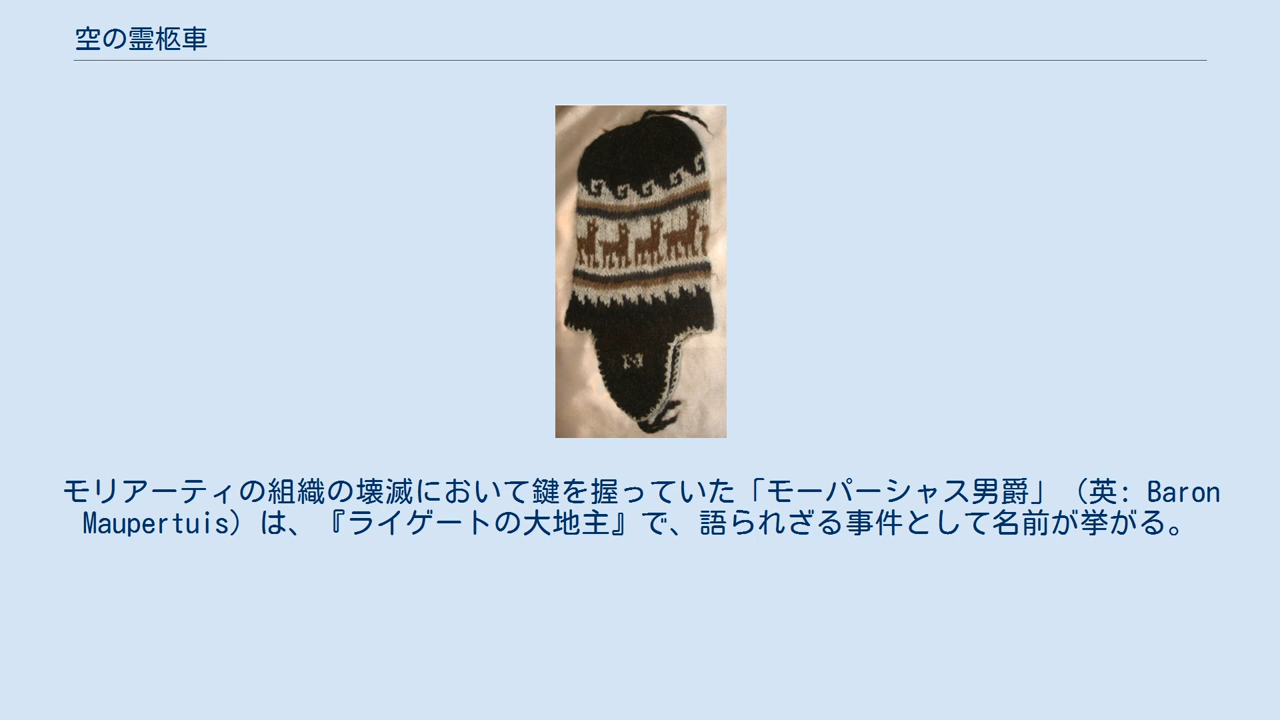 空の霊柩車
モリアーティの組織の壊滅において鍵を握っていた「モーパーシャス男爵」（英: Baron
Maupertuis）は、『ライゲートの大地主』で、語られざる事件として名前が挙がる。